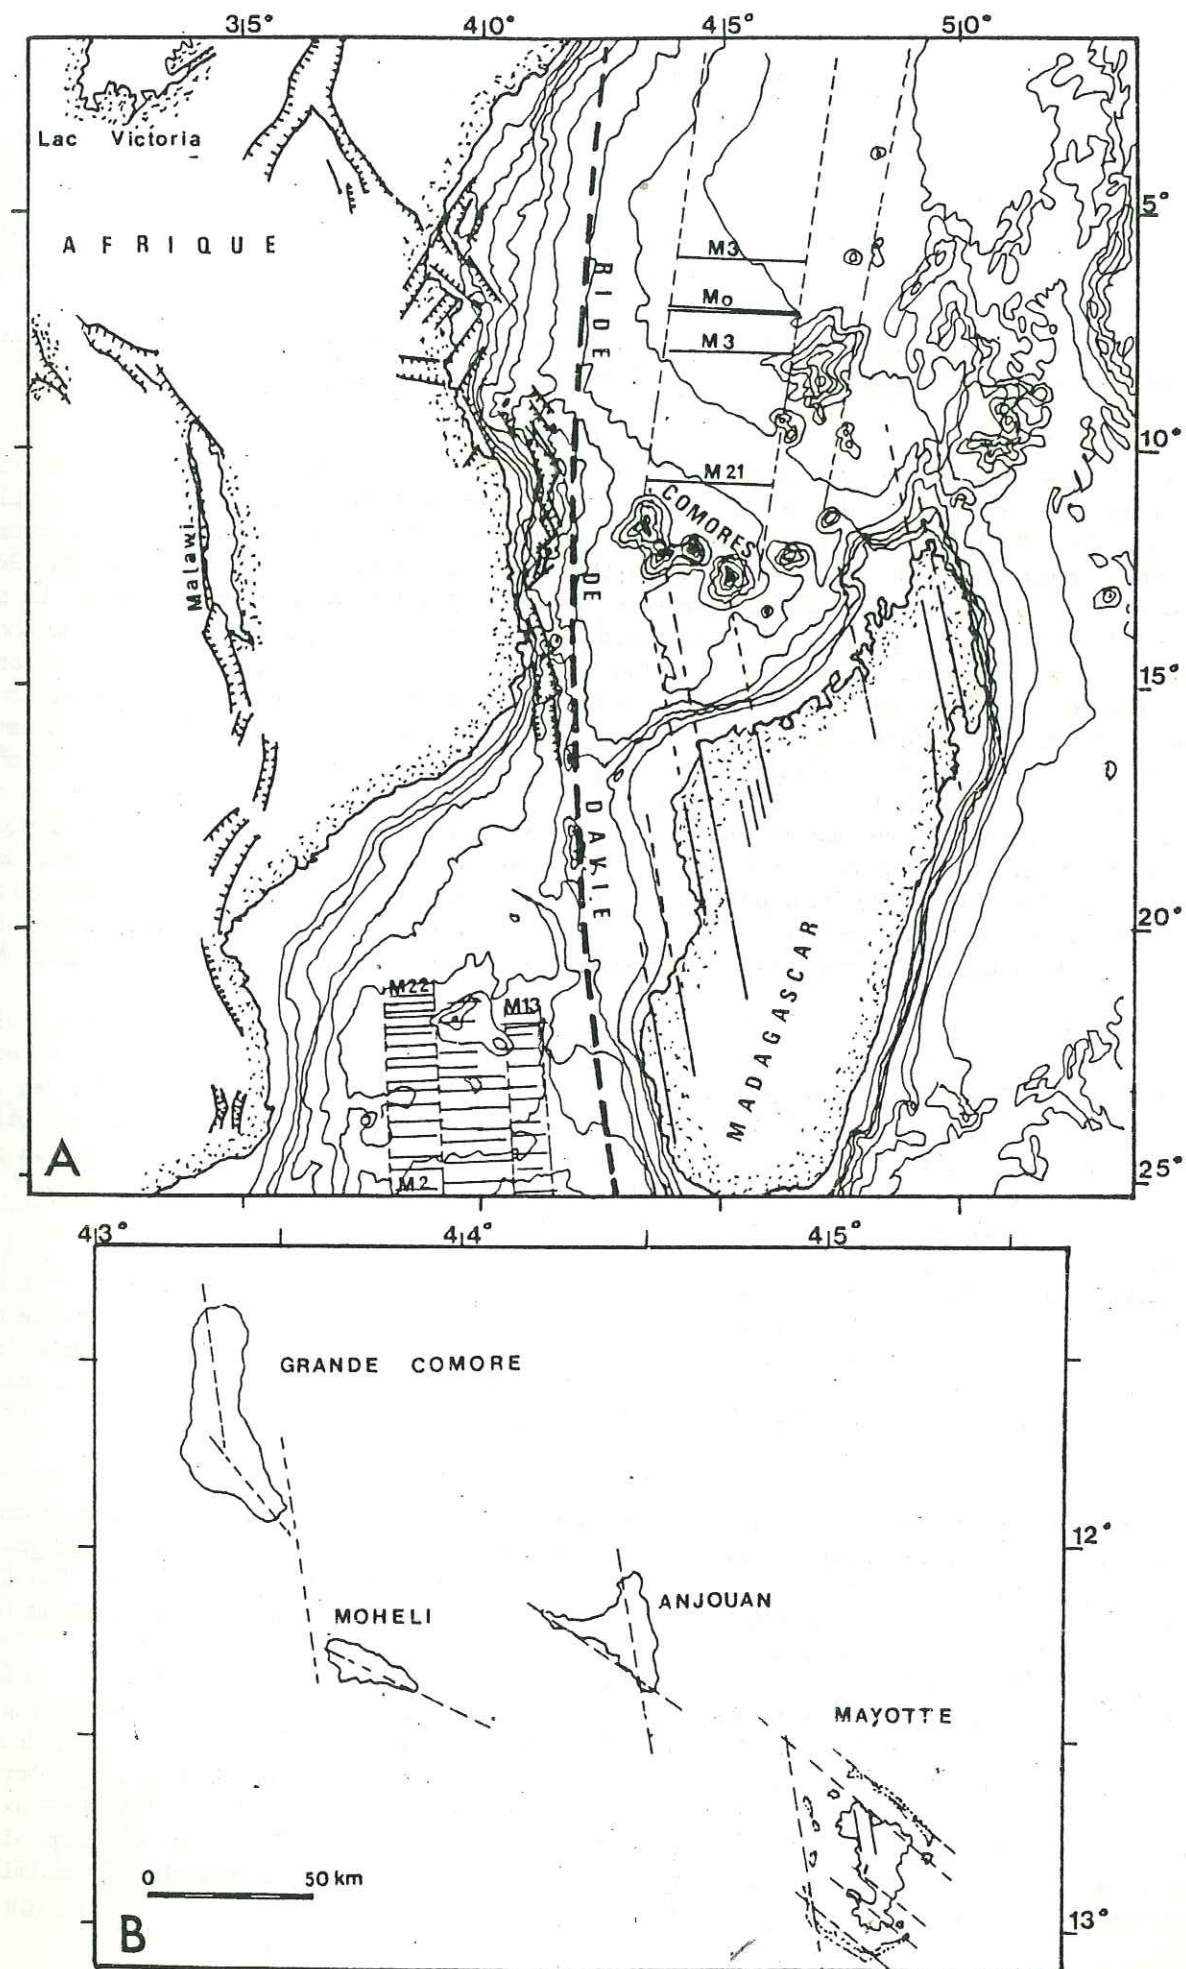 35° 40° 45° 50°
Lac Victoria
5°
AFRIQUE
M3
RIDE
Mo
M3
10°
M21
COMORES
Malawi
DE
15°
DAVIE
20°
MADAGASCAR
M22
M13
M2
25°
A
43° 44° 45°
GRANDE COMORE
12°
MOHELI
ANJOUAN
MAYOTTE
0 50 km
13°
B